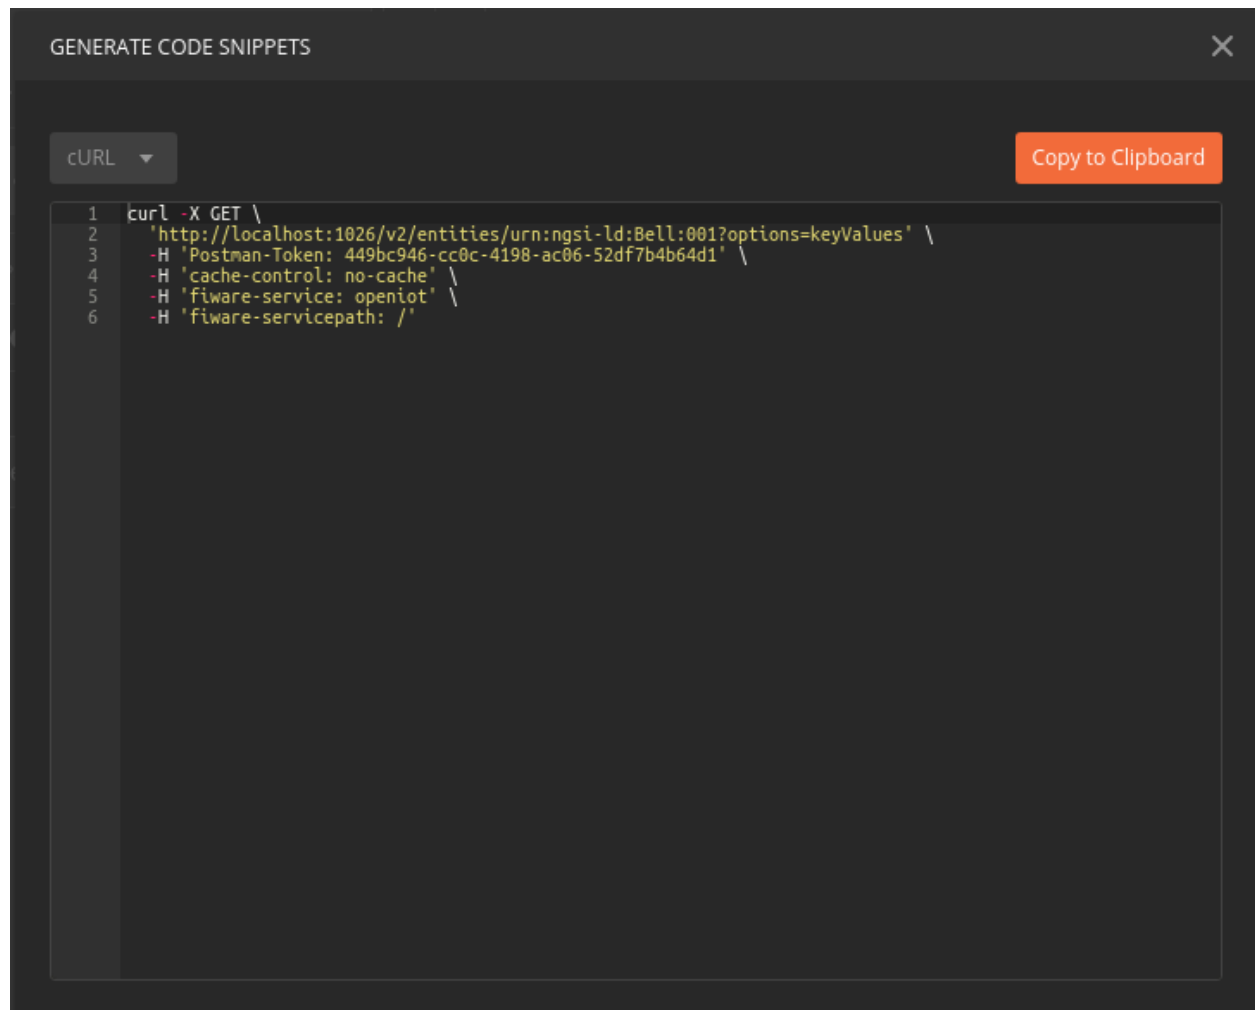 GENERATE CODE SNIPPETS
cURL
Copy to Clipboard
1 curl -X GET \
2 'http://localhost:1026/v2/entities/urn:ngsi-ld:Bell:001?options=keyValues' \
3 -H 'Postman-Token: 449bc946-cc0c-4198-ac06-52df7b4b64d1' \
4 -H 'cache-control: no-cache' \
5 -H 'fiware-service: openiot' \
6 -H 'fiware-servicepath: /'